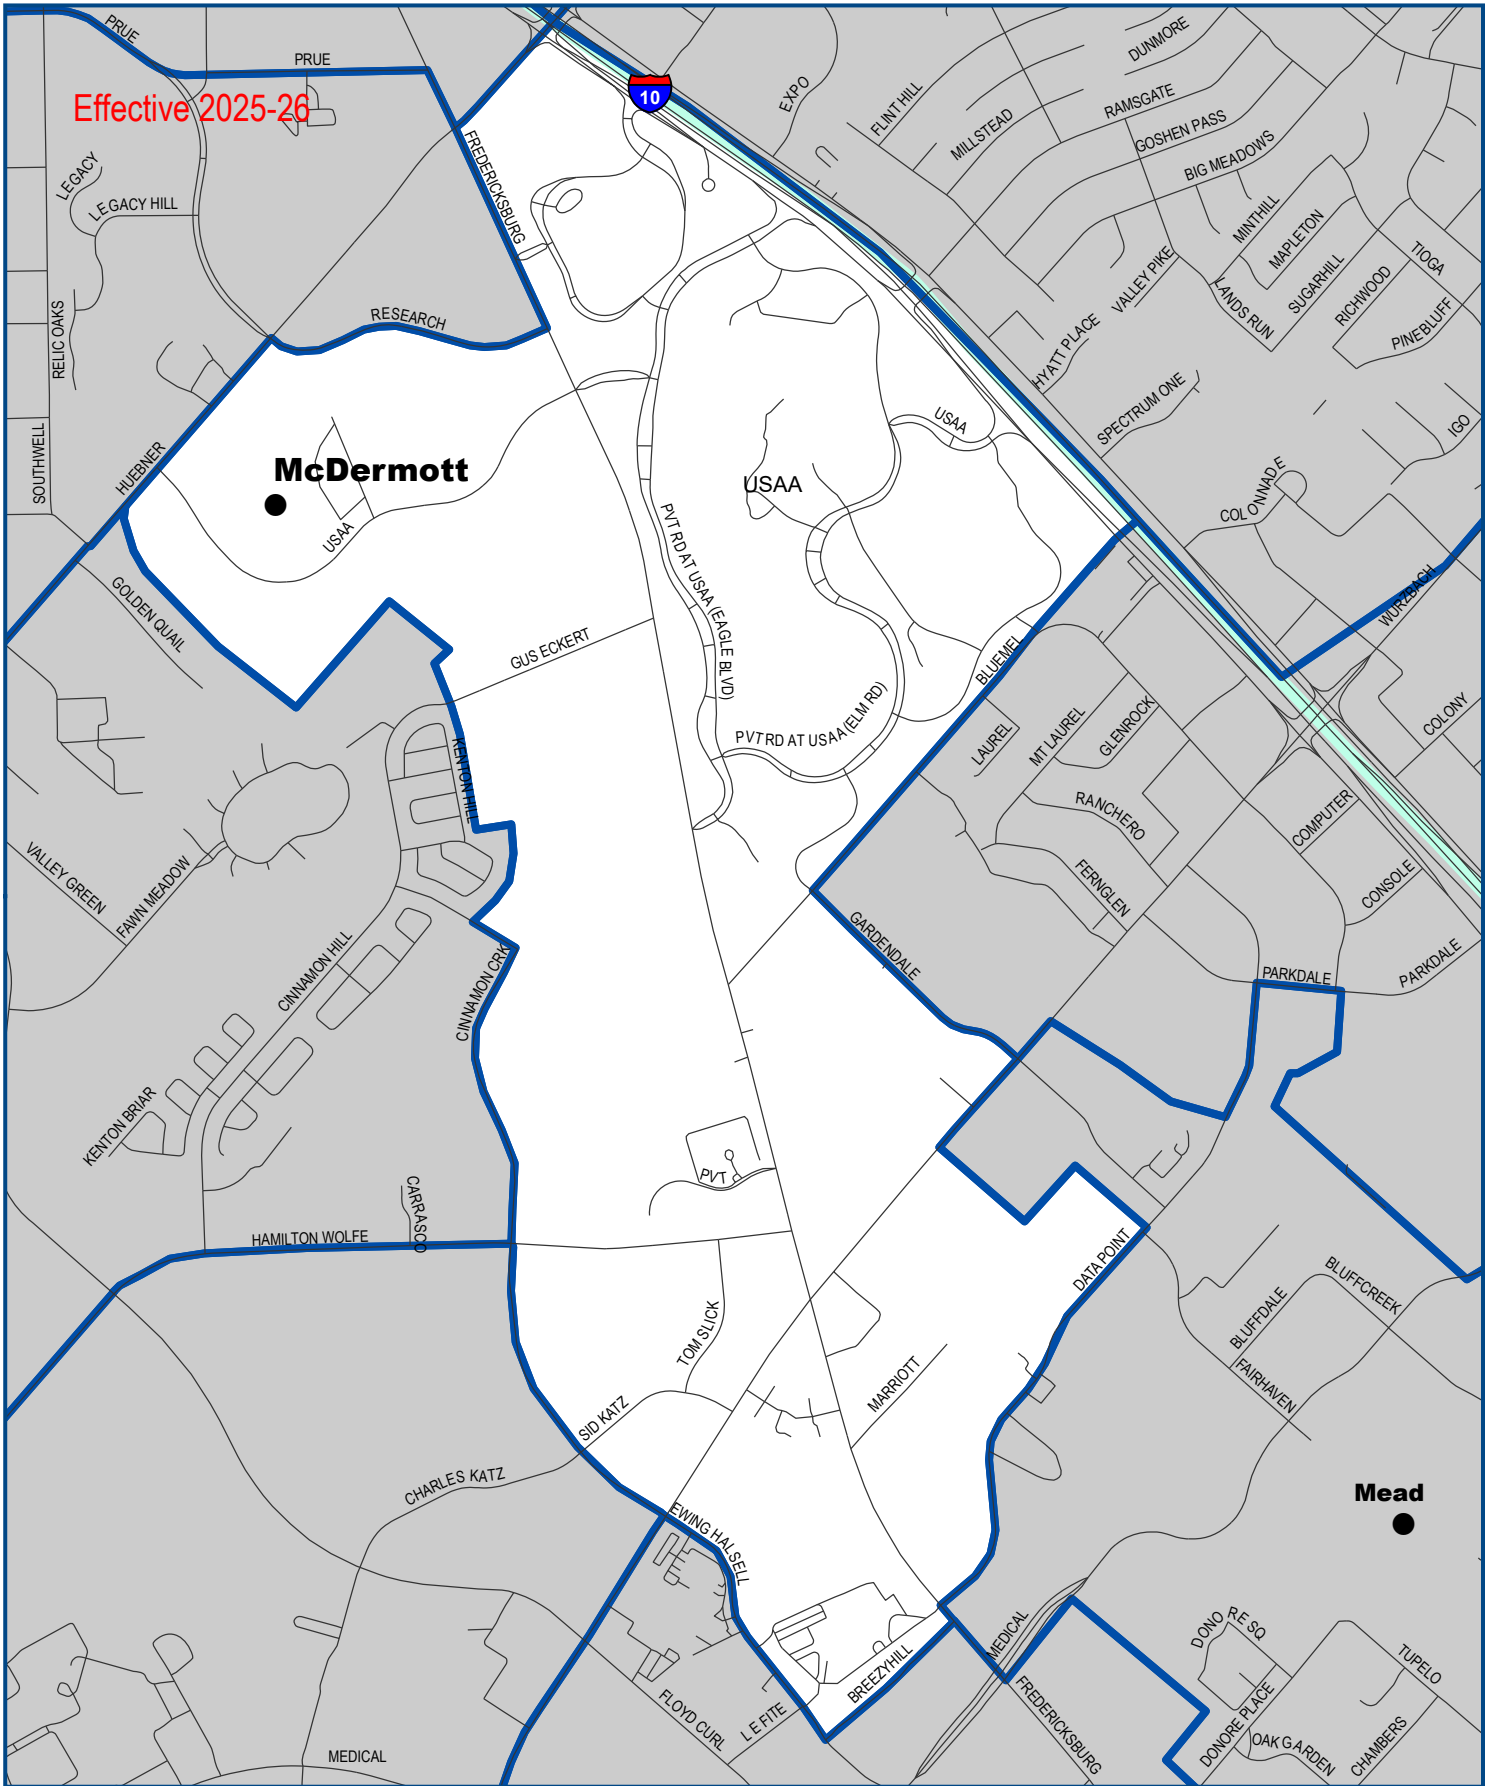 PRUE
PRUE
Effective 2025-26
10
EXPO
FLINT HILL
DUNMORE
MILLSTEAD
RAMSGATE
GOSHEN PASS
BIG MEADOWS
LEGACY
LEGACY HILL
FREDERICKSBURG
MINTHILL
MAPLETON
TIOGA
SUGARHILL
RICHWOOD
PINEBLUFF
VALLEY PIKE
LANDS RUN
HYATT PLACE
RELIC OAKS
RESEARCH
SPECTRUM ONE
IGO
USAA
SOUTHWELL
HUEBNER
McDermott
USAA
COLONNADE
USAA
PVT RD AT USAA (EAGLE BLVD)
GOLDEN QUAIL
WURZBACH
GUS ECKERT
BLUEMEL
PVT RD AT USAA (ELM RD)
LAUREL
MT LAUREL
GLENROCK
COLONY
KENTON HILL
RANCHERO
COMPUTER
VALLEY GREEN
FAWN MEADOW
FERNGLEN
CONSOLE
GARDENDALE
CINNAMON HILL
CINNAMON CRK
PARKDALE
PARKDALE
KENTON BRIAR
PVT
CARRASCO
HAMILTON WOLFE
DATA POINT
BLUFFCREEK
BLUFFDALE
TOM SLICK
FAIRHAVEN
MARRIOTT
SID KATZ
CHARLES KATZ
Mead
EWING HALSELL
MEDICAL
DONORE SQ
BREEZYHILL
TUPELO
FREDERICKSBURG
FLOYD CURL
LE FITE
DONORE PLACE
OAK GARDEN
CHAMBERS
MEDICAL